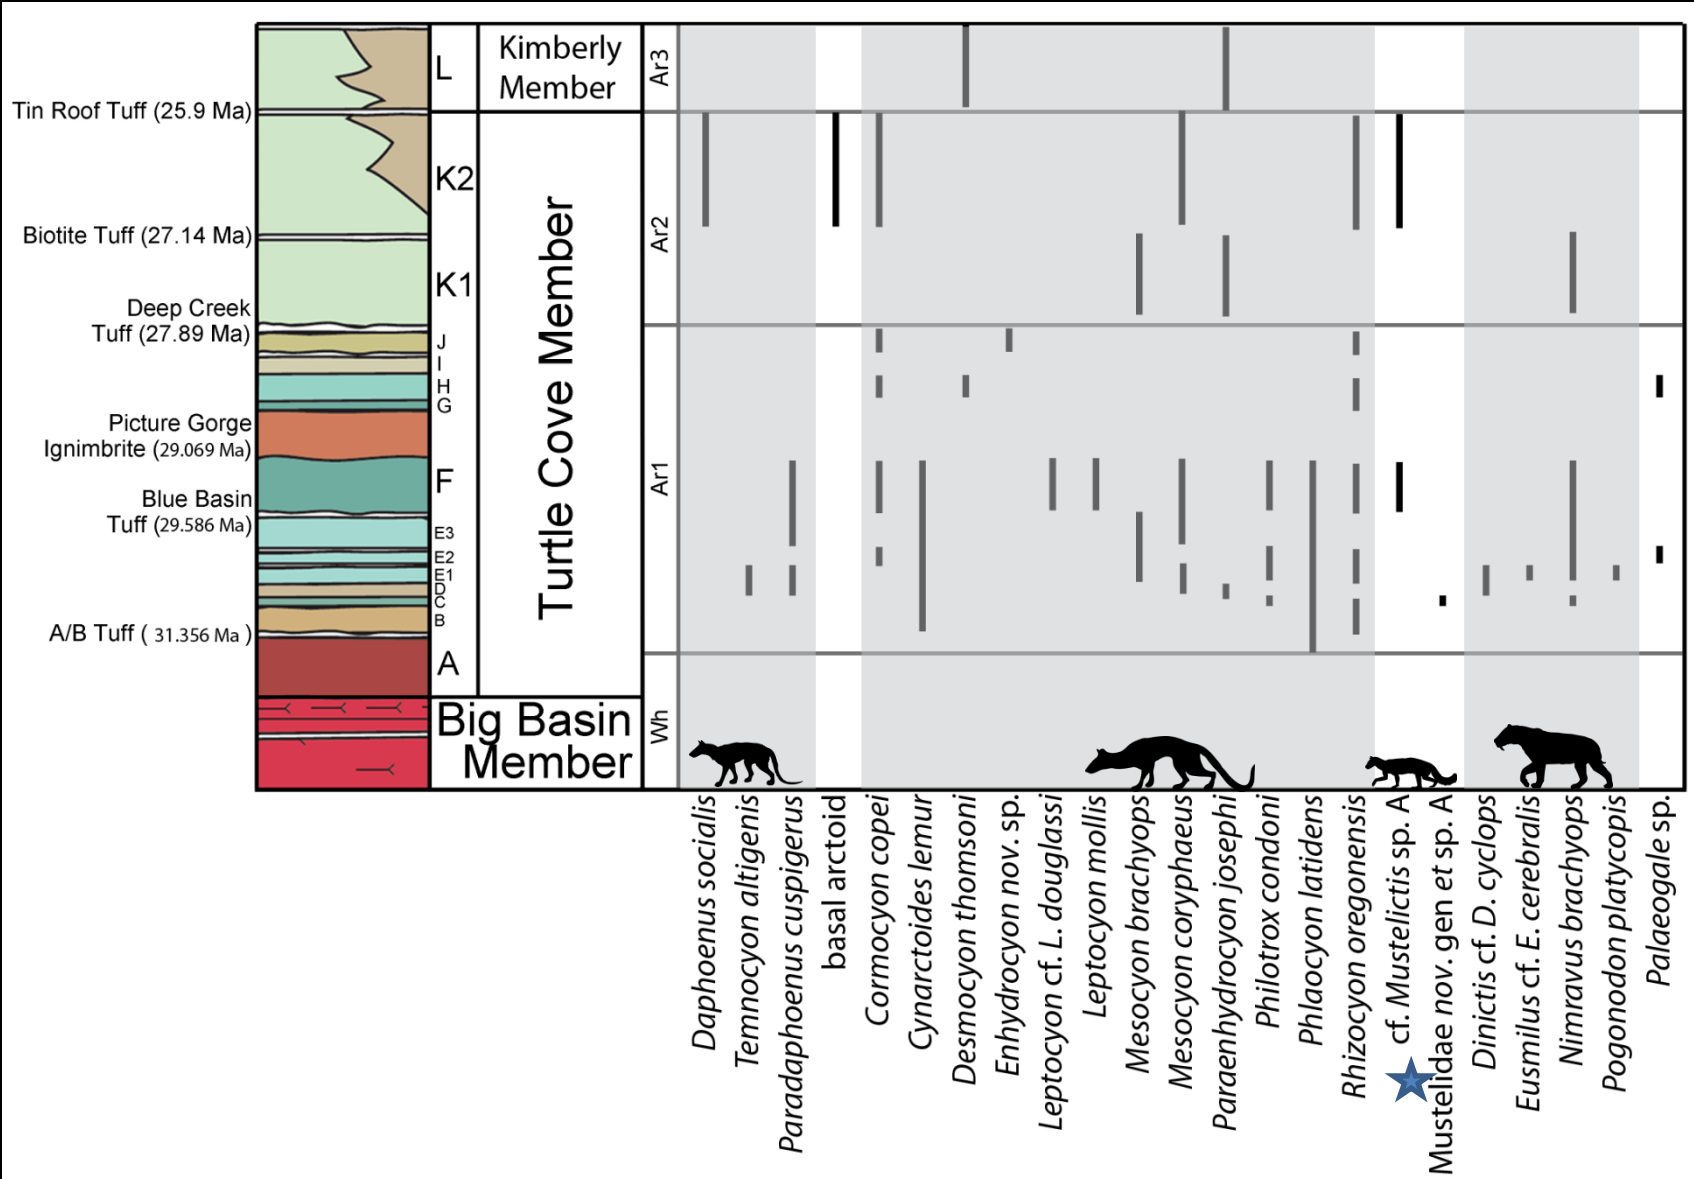 Tin Roof Tuff (25.9 Ma)
Biotite Tuff (27.14 Ma)
Deep Creek
Tuff (27.89 Ma)
Picture Gorge
Ignimbrite (29.069 Ma)
Blue Basin
Tuff (29.586 Ma)
A/B Tuff ( 31.356 Ma )
L
K2
K1
J
I
H
G
F
E3
E2
E1
D
C
B
A
Kimberly
Member
Turtle Cove Member
Big Basin
Member
Ar3
Ar2
Ar1
Wh
Daphoenus socialis
Temnocyon altigenis
Paradaphoenus cuspigerus
basal arctoid
Cormocyon copei
Cynarctoides lemur
Desmocyon thomsoni
Enhydrocyon nov. sp.
Leptocyon cf. L. douglassi
Leptocyon mollis
Mesocyon brachyops
Mesocyon coryphaeus
Paraenhydrocyon josephi
Philotrox condoni
Phlaocyon latidens
Rhizocyon oregonensis
cf. Mustelictis sp. A
Mustelidae nov. gen et sp. A
Dinictis cf. D. cyclops
Eusmilus cf. E. cerebralis
Nimravus brachyops
Pogonodon platycopis
Palaeogale sp.